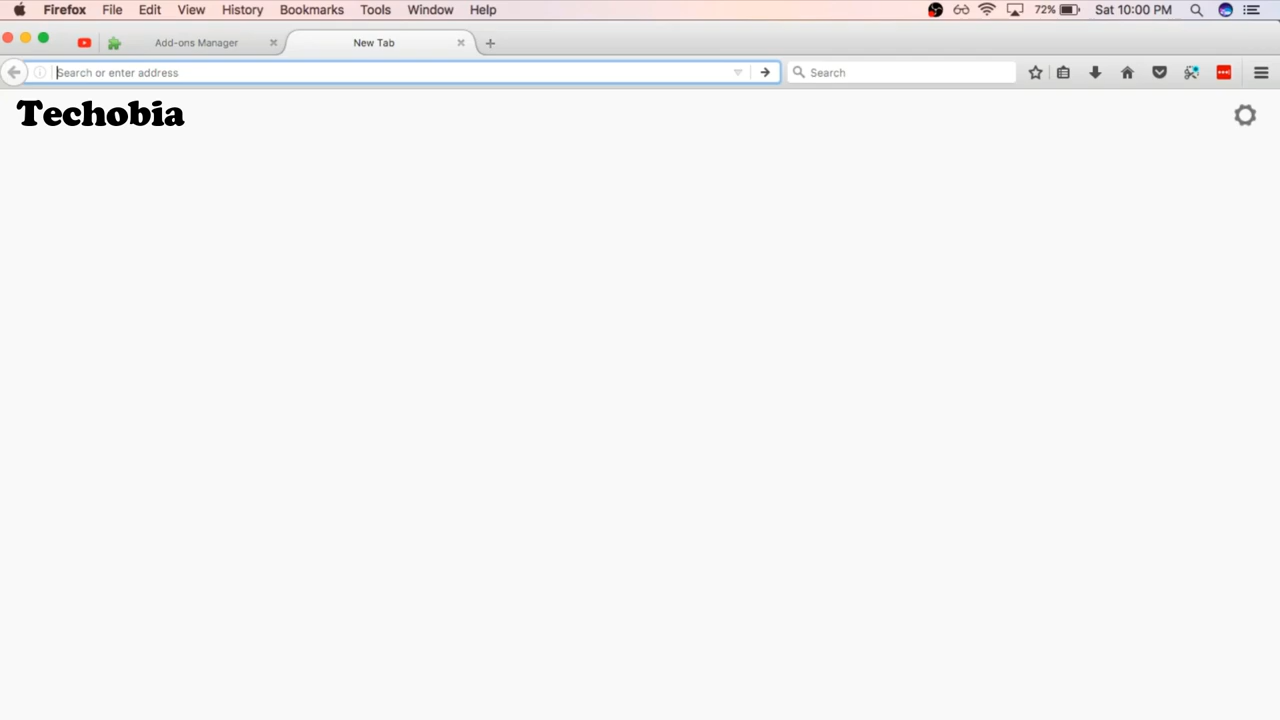 Firefox File Edit View History Bookmarks Tools Window Help 72% Sat 10:00 PM
Add-ons Manager New Tab
Search or enter address Search
Techobia